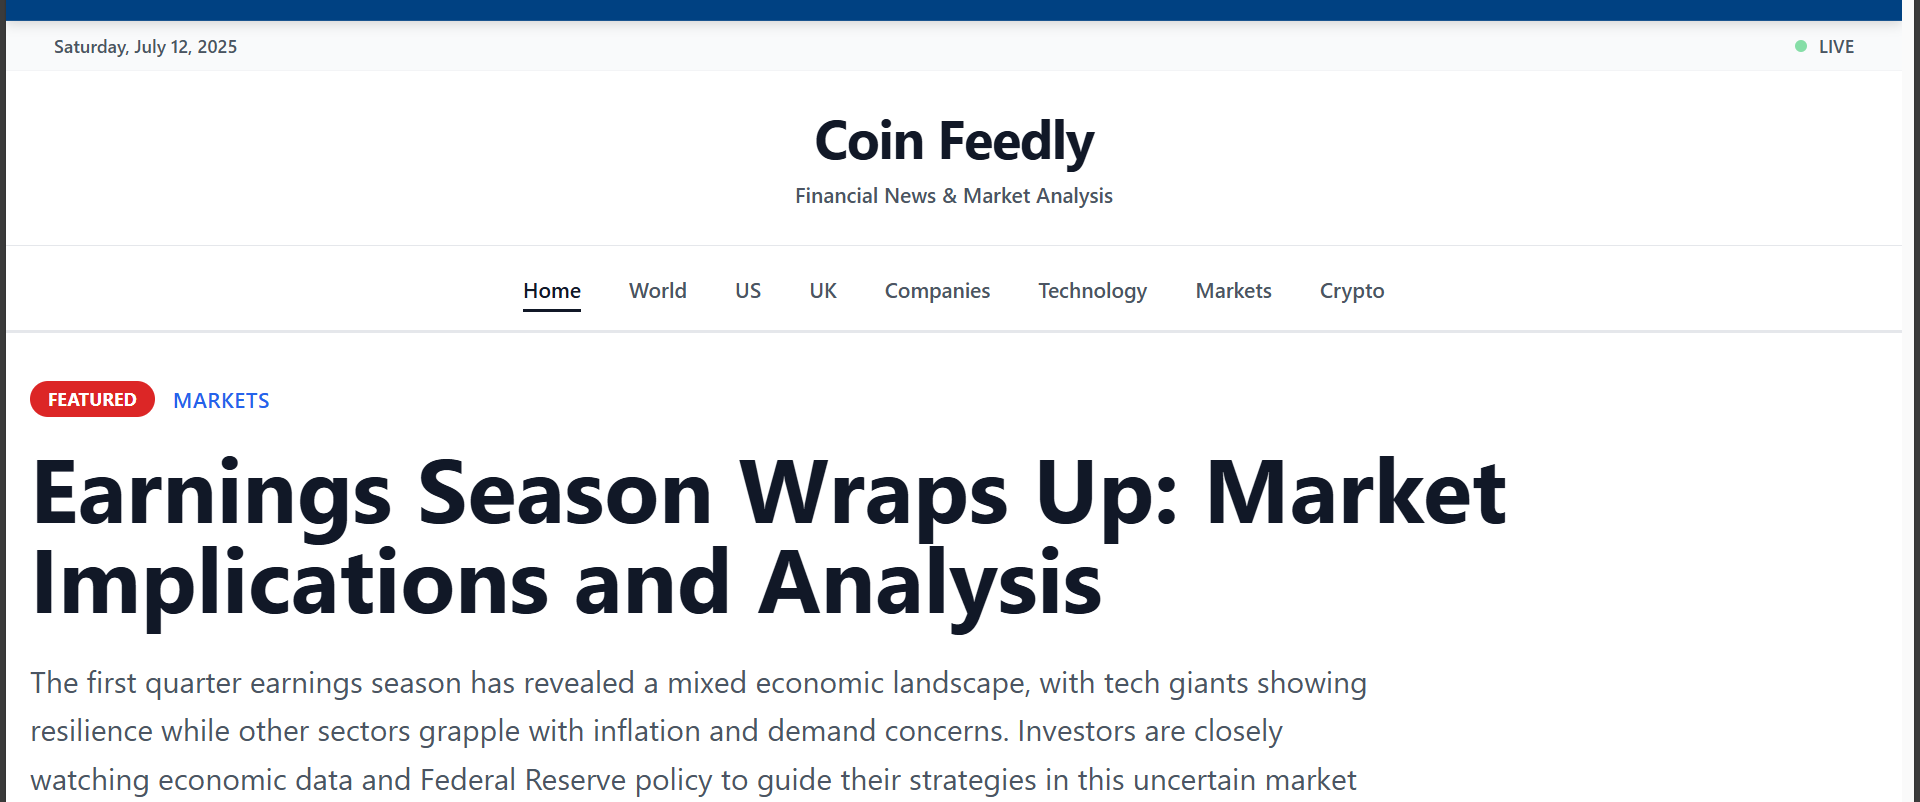 Saturday, July 12, 2025
LIVE
Coin Feedly
Financial News & Market Analysis
Home World US UK Companies Technology Markets Crypto
FEATURED MARKETS
Earnings Season Wraps Up: Market
Implications and Analysis
The first quarter earnings season has revealed a mixed economic landscape, with tech giants showing
resilience while other sectors grapple with inflation and demand concerns. Investors are closely
watching economic data and Federal Reserve policy to guide their strategies in this uncertain market